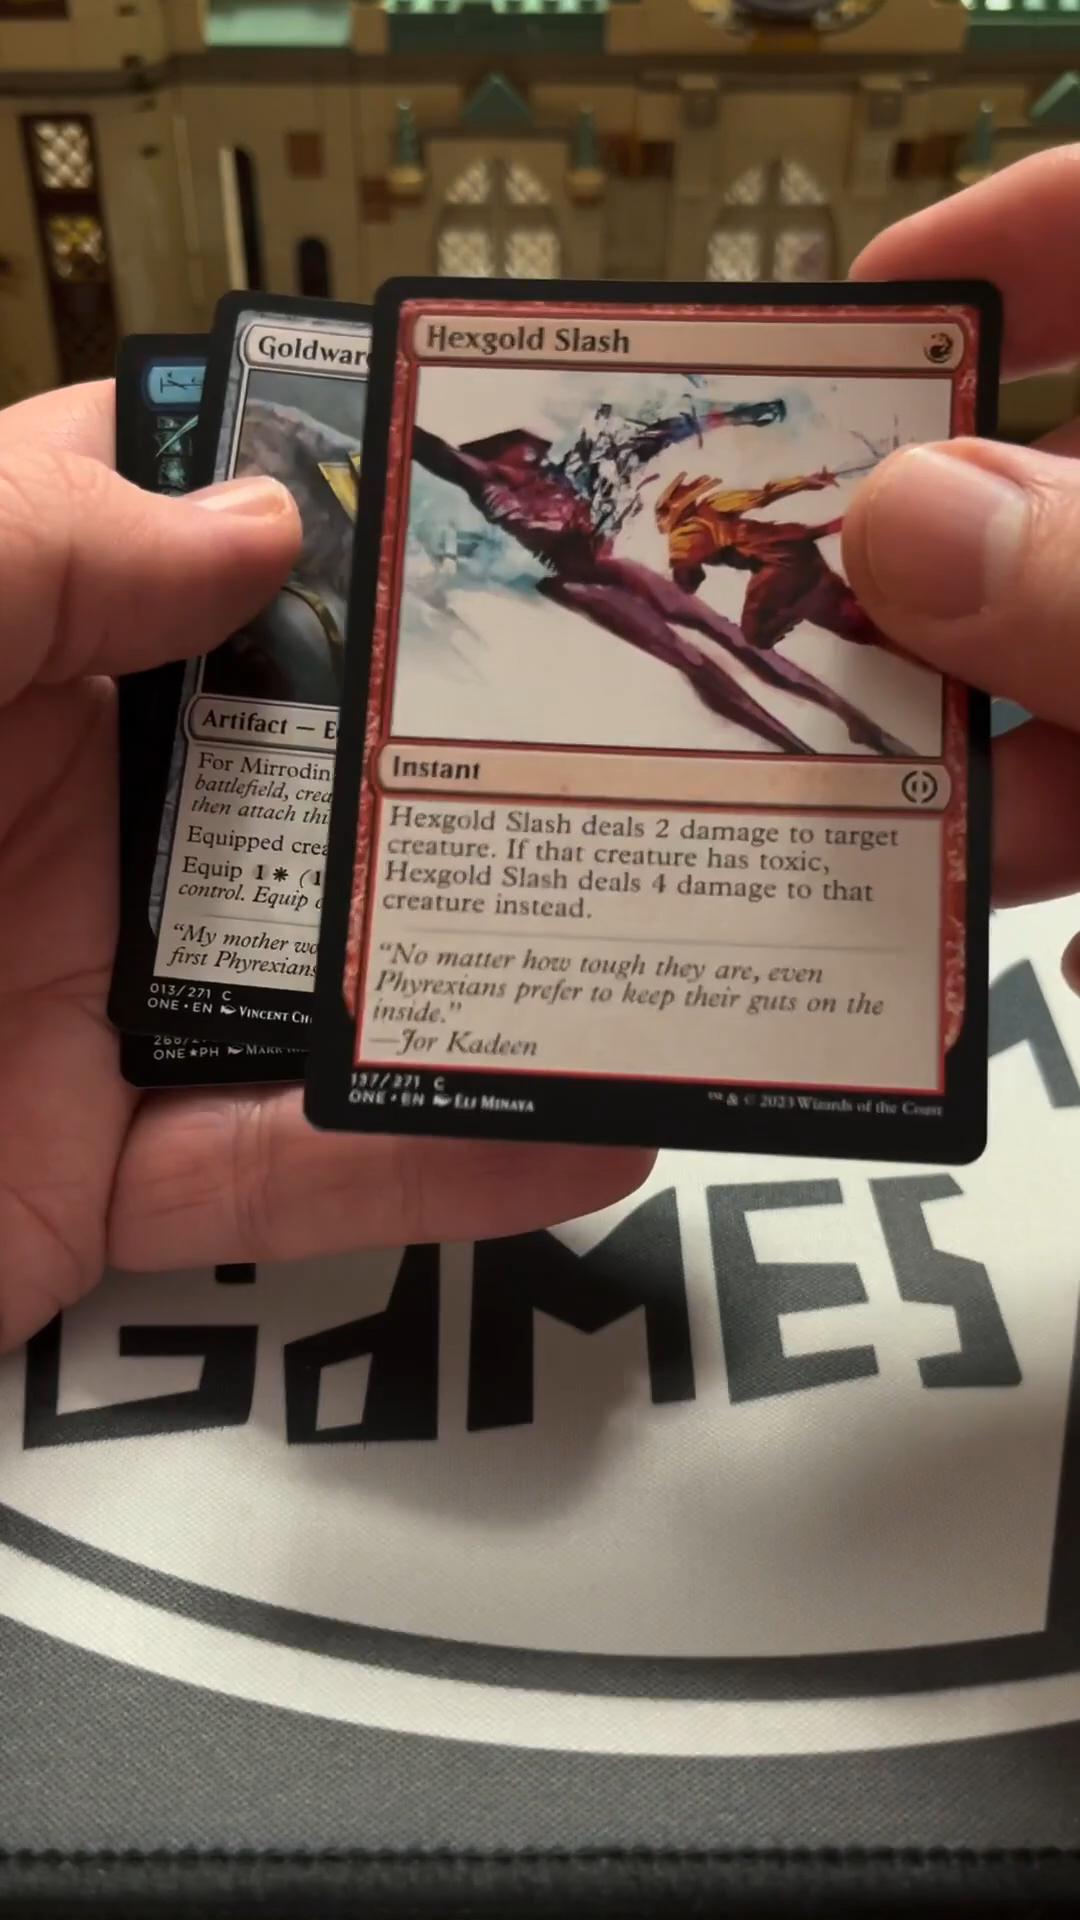 Hexgold Slash
Instant
Hexgold Slash deals 2 damage to target
creature. If that creature has toxic,
Hexgold Slash deals 4 damage to that
creature instead.
“No matter how tough they are, even
Phyrexians prefer to keep their guts on the
inside.”
—Jor Kadeen
137/271 C
ONE • EN ELI MINAYA
™ & © 2023 Wizards of the Coast
Goldwar
Artifact — E
For Mirrodin
battlefield, crea
then attach thi
Equipped crea
Equip 1 (1
control. Equip
“My mother wo
first Phyrexians
013/271 C
ONE • EN VINCENT CH
268/2
ONE ★ PH MARK
GAMES